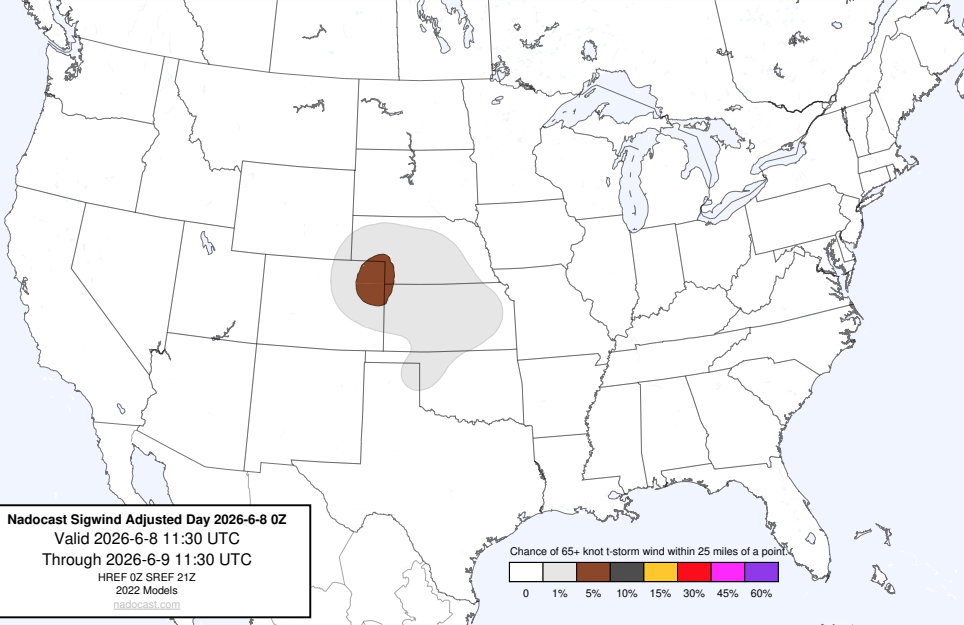 Nadocast Sigwind Adjusted Day 2026-6-8 0Z
Valid 2026-6-8 11:30 UTC
Through 2026-6-9 11:30 UTC
HREF 0Z SREF 21Z
2022 Models
nadocast.com
Chance of 65+ knot t-storm wind within 25 miles of a point.
0 1% 5% 10% 15% 30% 45% 60%